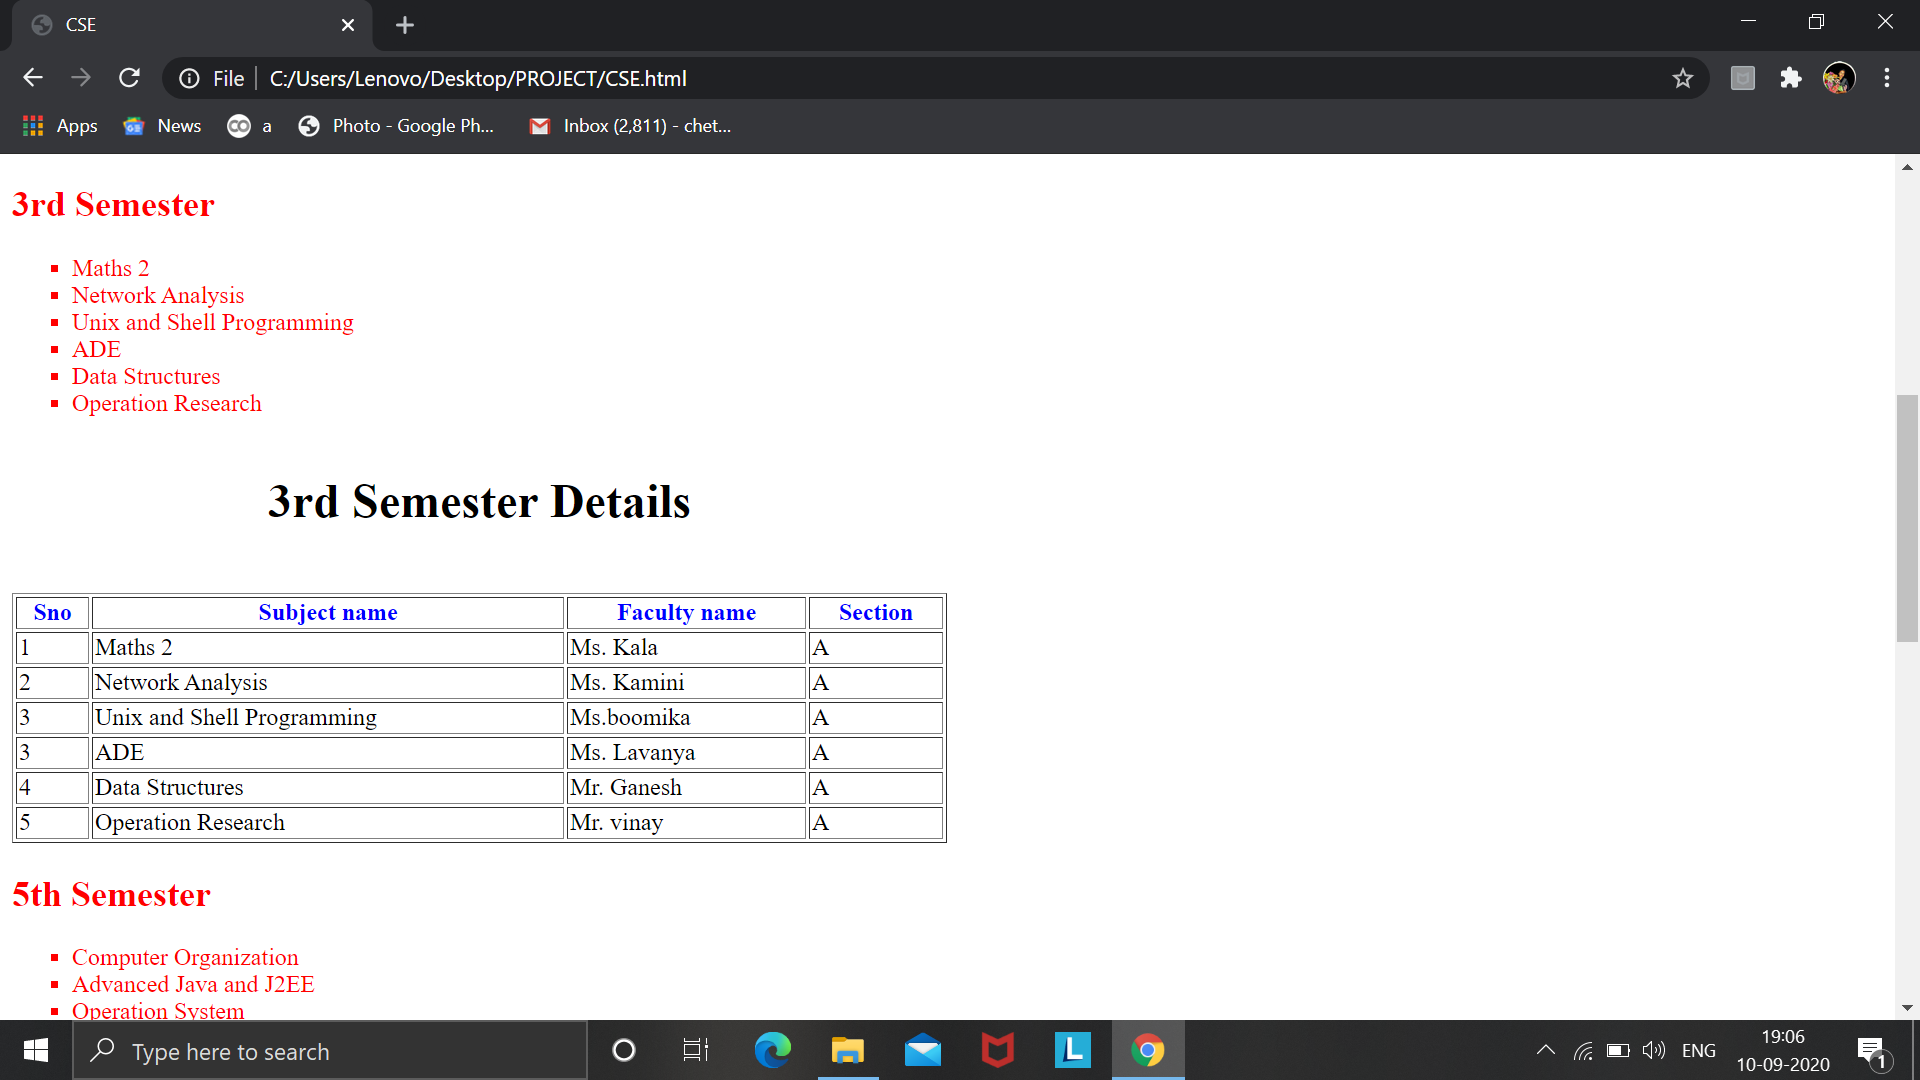 CSE
File C:/Users/Lenovo/Desktop/PROJECT/CSE.html
Apps News a Photo - Google Ph... Inbox (2,811) - chet...
3rd Semester
Maths 2
Network Analysis
Unix and Shell Programming
ADE
Data Structures
Operation Research
3rd Semester Details
Sno Subject name Faculty name Section
1 Maths 2 Ms. Kala A
2 Network Analysis Ms. Kamini A
3 Unix and Shell Programming Ms.boomika A
3 ADE Ms. Lavanya A
4 Data Structures Mr. Ganesh A
5 Operation Research Mr. vinay A
5th Semester
Computer Organization
Advanced Java and J2EE
Operation System
Type here to search L ENG 19:06
10-09-2020 1